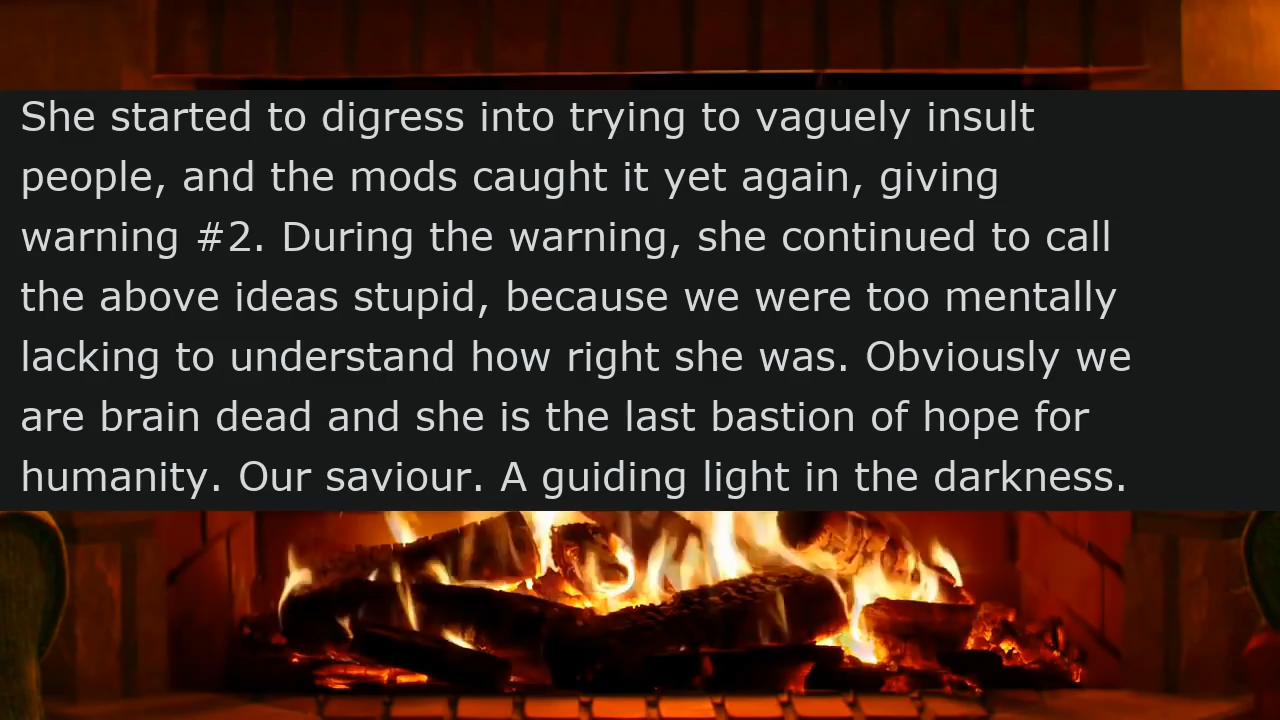 She started to digress into trying to vaguely insult
people, and the mods caught it yet again, giving
warning #2. During the warning, she continued to call
the above ideas stupid, because we were too mentally
lacking to understand how right she was. Obviously we
are brain dead and she is the last bastion of hope for
humanity. Our saviour. A guiding light in the darkness.